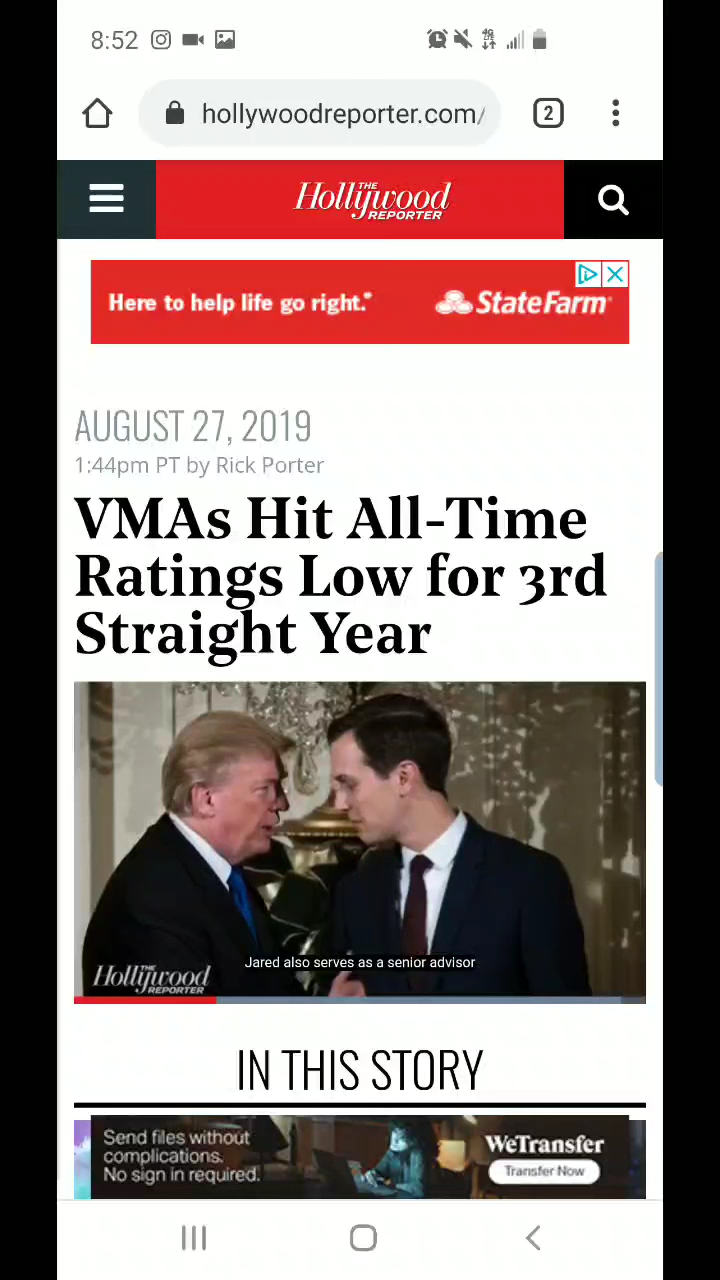 8:52
hollywoodreporter.com/
2
THE
Hollywood
REPORTER
Here to help life go right.®
State Farm®
AUGUST 27, 2019
1:44pm PT by Rick Porter
VMAs Hit All-Time
Ratings Low for 3rd
Straight Year
Jared also serves as a senior advisor
THE
Hollywood
REPORTER
IN THIS STORY
Send files without
complications.
No sign in required.
WeTransfer
Transfer Now